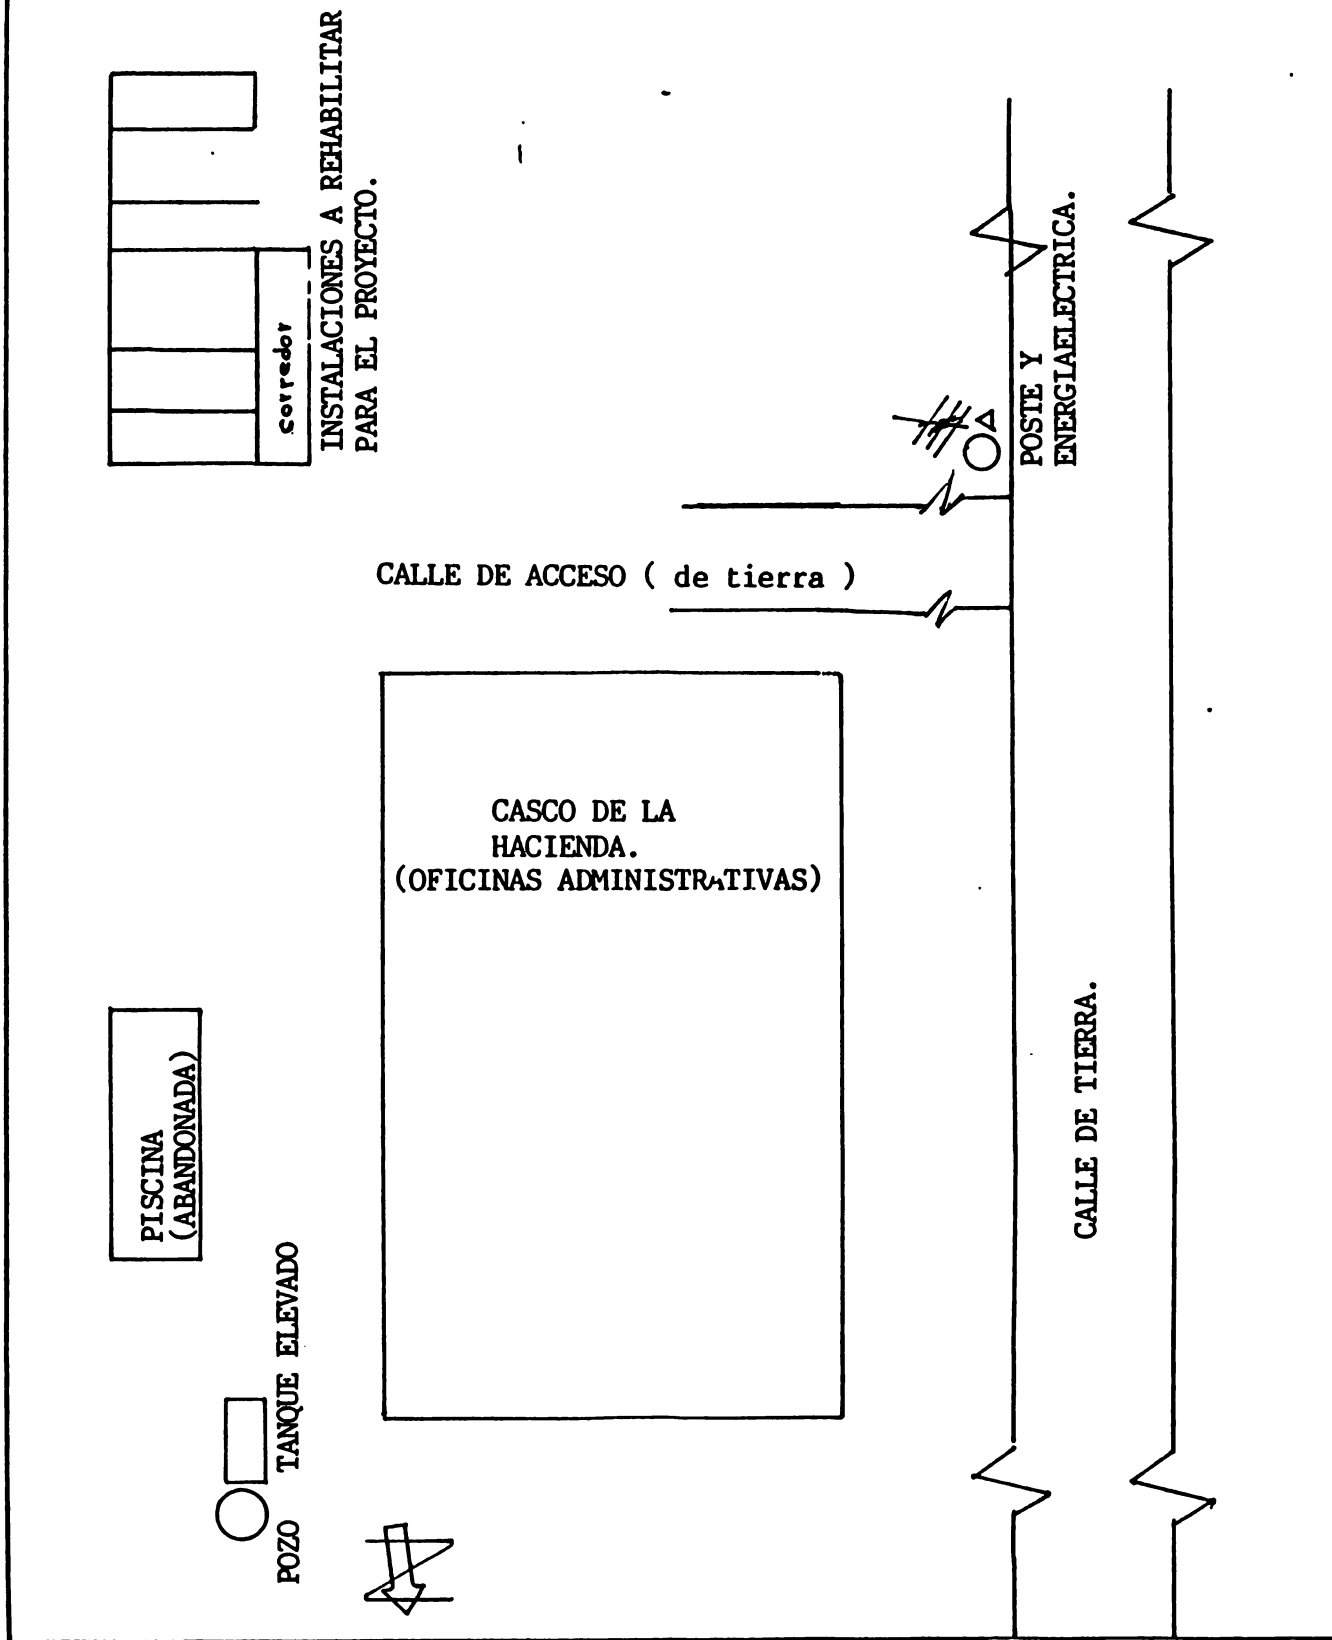 INSTALACIONES A REHABILITAR
PARA EL PROYECTO.
corredor
POSTE Y
ENERGIAELECTRICA.
CALLE DE ACCESO ( de tierra )
CASCO DE LA
HACIENDA.
(OFICINAS ADMINISTRATIVAS)
CALLE DE TIERRA.
PISCINA
(ABANDONADA)
POZO TANQUE ELEVADO
N